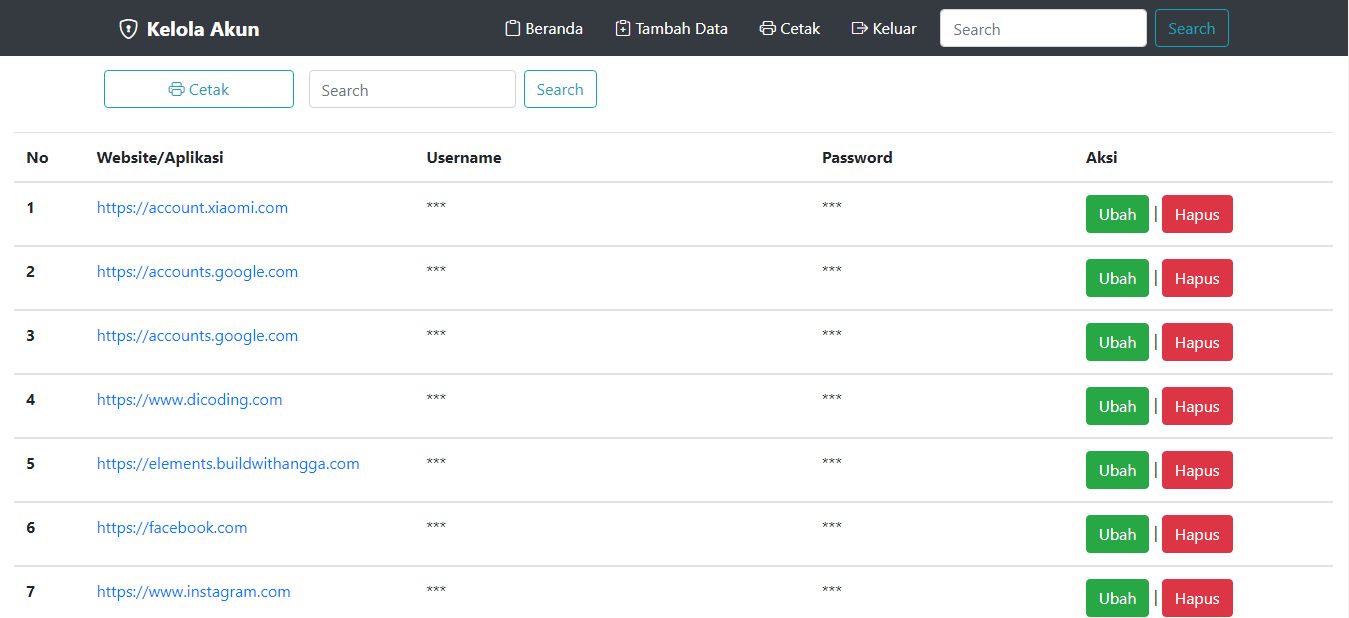 Kelola Akun Beranda Tambah Data Cetak Keluar Search Search
Cetak Search Search
No Website/Aplikasi Username Password Aksi
1 https://account.xiaomi.com *** *** Ubah | Hapus
2 https://accounts.google.com *** *** Ubah | Hapus
3 https://accounts.google.com *** *** Ubah | Hapus
4 https://www.dicoding.com *** *** Ubah | Hapus
5 https://elements.buildwithangga.com *** *** Ubah | Hapus
6 https://facebook.com *** *** Ubah | Hapus
7 https://www.instagram.com *** *** Ubah | Hapus